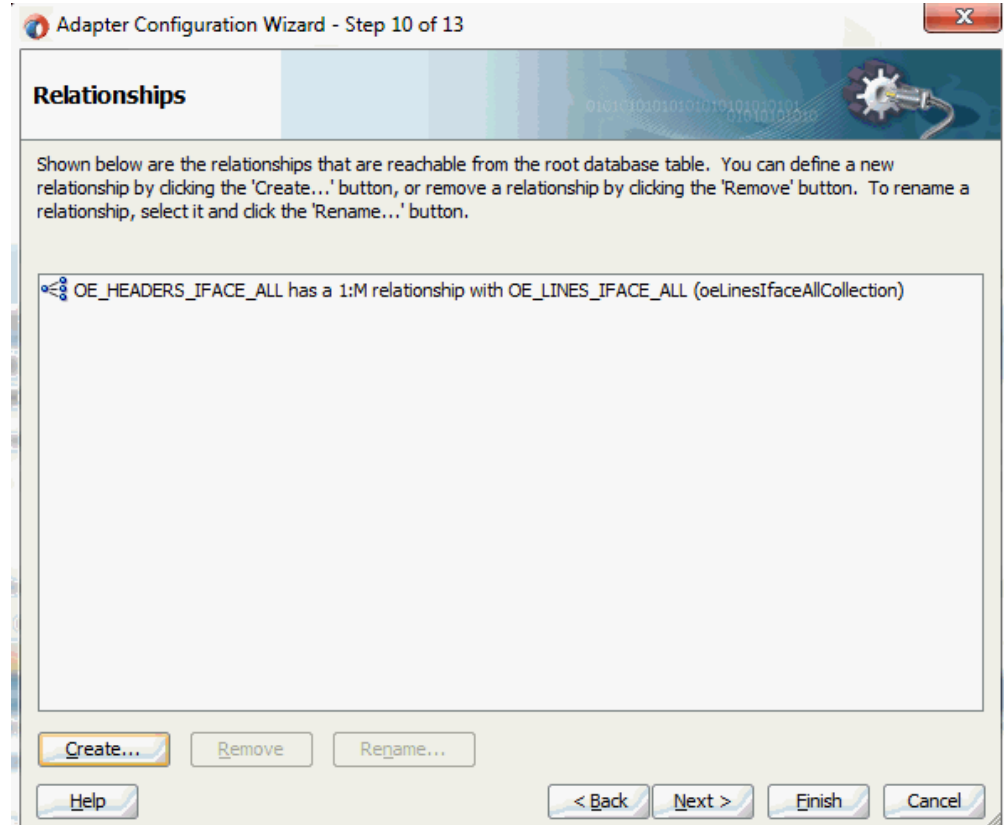 Adapter Configuration Wizard - Step 10 of 13
x
Relationships
Shown below are the relationships that are reachable from the root database table. You can define a new
relationship by clicking the 'Create...' button, or remove a relationship by clicking the 'Remove' button. To rename a
relationship, select it and click the 'Rename...' button.
OE_HEADERS_IFACE_ALL has a 1:M relationship with OE_LINES_IFACE_ALL (oeLinesIfaceAllCollection)
Create... Remove Rename...
Help < Back Next > Finish Cancel